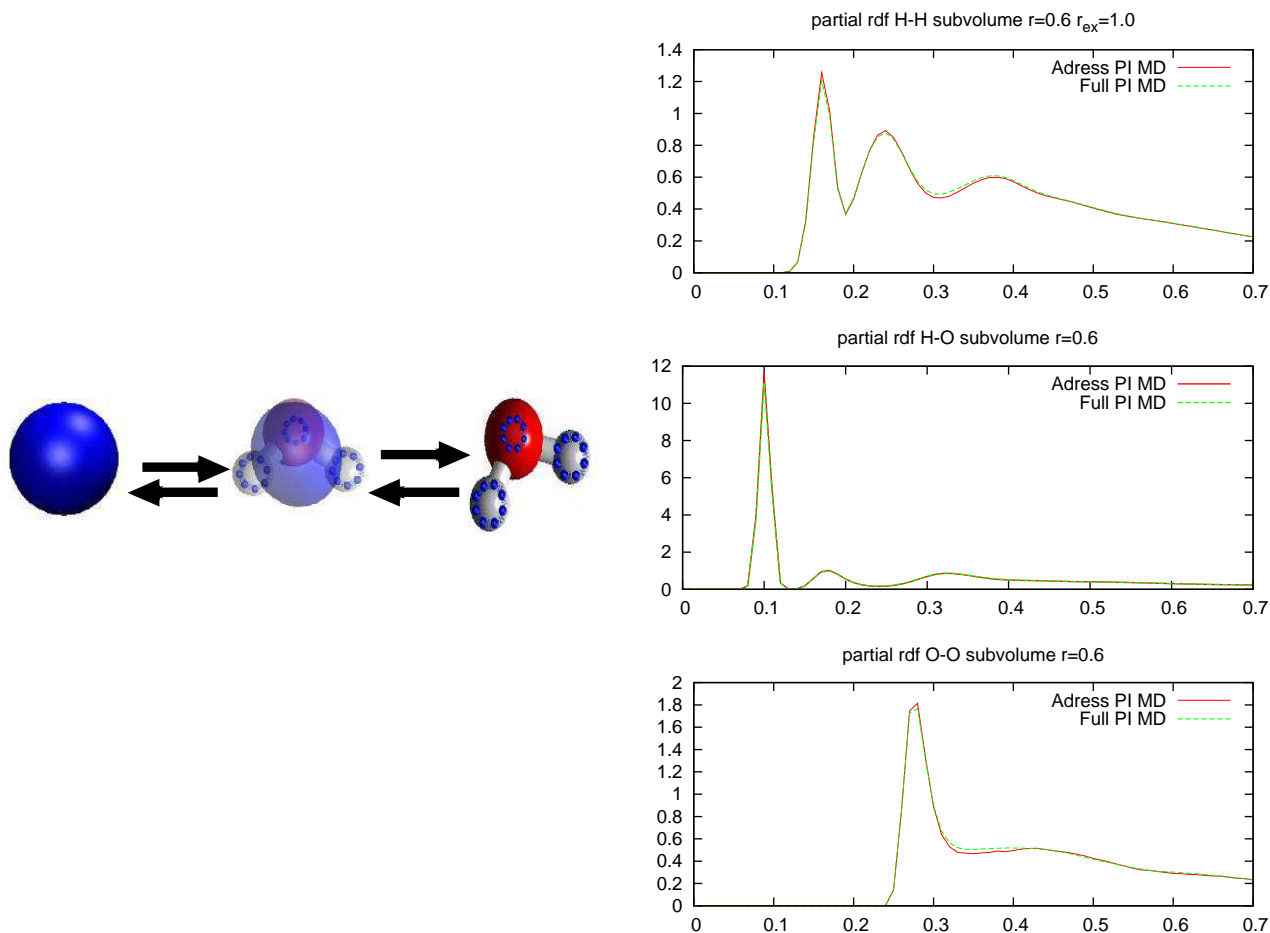 partial rdf H-H subvolume r=0.6 r_ex=1.0
1.4
1.2
1
0.8
0.6
0.4
0.2
0
Adress PI MD
Full PI MD
0 0.1 0.2 0.3 0.4 0.5 0.6 0.7
partial rdf H-O subvolume r=0.6
12
10
8
6
4
2
0
Adress PI MD
Full PI MD
0 0.1 0.2 0.3 0.4 0.5 0.6 0.7
partial rdf O-O subvolume r=0.6
2
1.8
1.6
1.4
1.2
1
0.8
0.6
0.4
0.2
0
Adress PI MD
Full PI MD
0 0.1 0.2 0.3 0.4 0.5 0.6 0.7